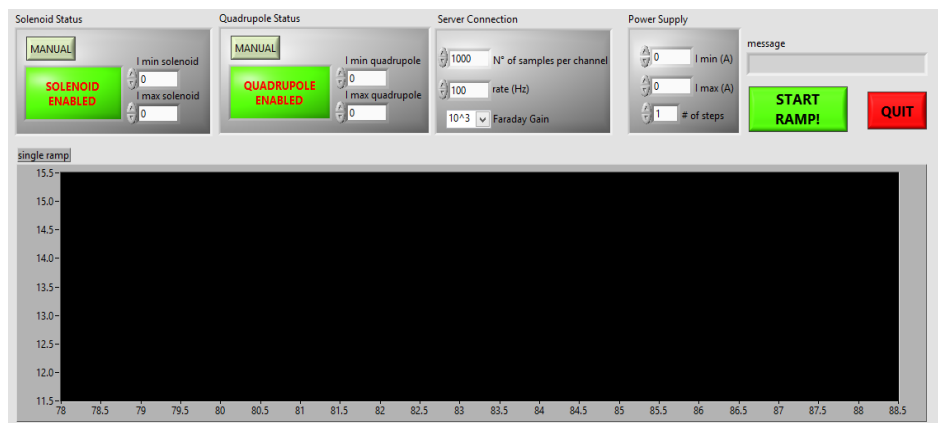 Solenoid Status
MANUAL
SOLENOID
ENABLED
I min solenoid
0
I max solenoid
0
Quadrupole Status
MANUAL
QUADRUPOLE
ENABLED
I min quadrupole
0
I max quadrupole
0
Server Connection
1000 N° of samples per channel
100 rate (Hz)
10^3 Faraday Gain
Power Supply
0 I min (A)
0 I max (A)
1 # of steps
message
START
RAMP!
QUIT
single ramp
15.5
15.0
14.5
14.0
13.5
13.0
12.5
12.0
11.5
78 78.5 79 79.5 80 80.5 81 81.5 82 82.5 83 83.5 84 84.5 85 85.5 86 86.5 87 87.5 88 88.5